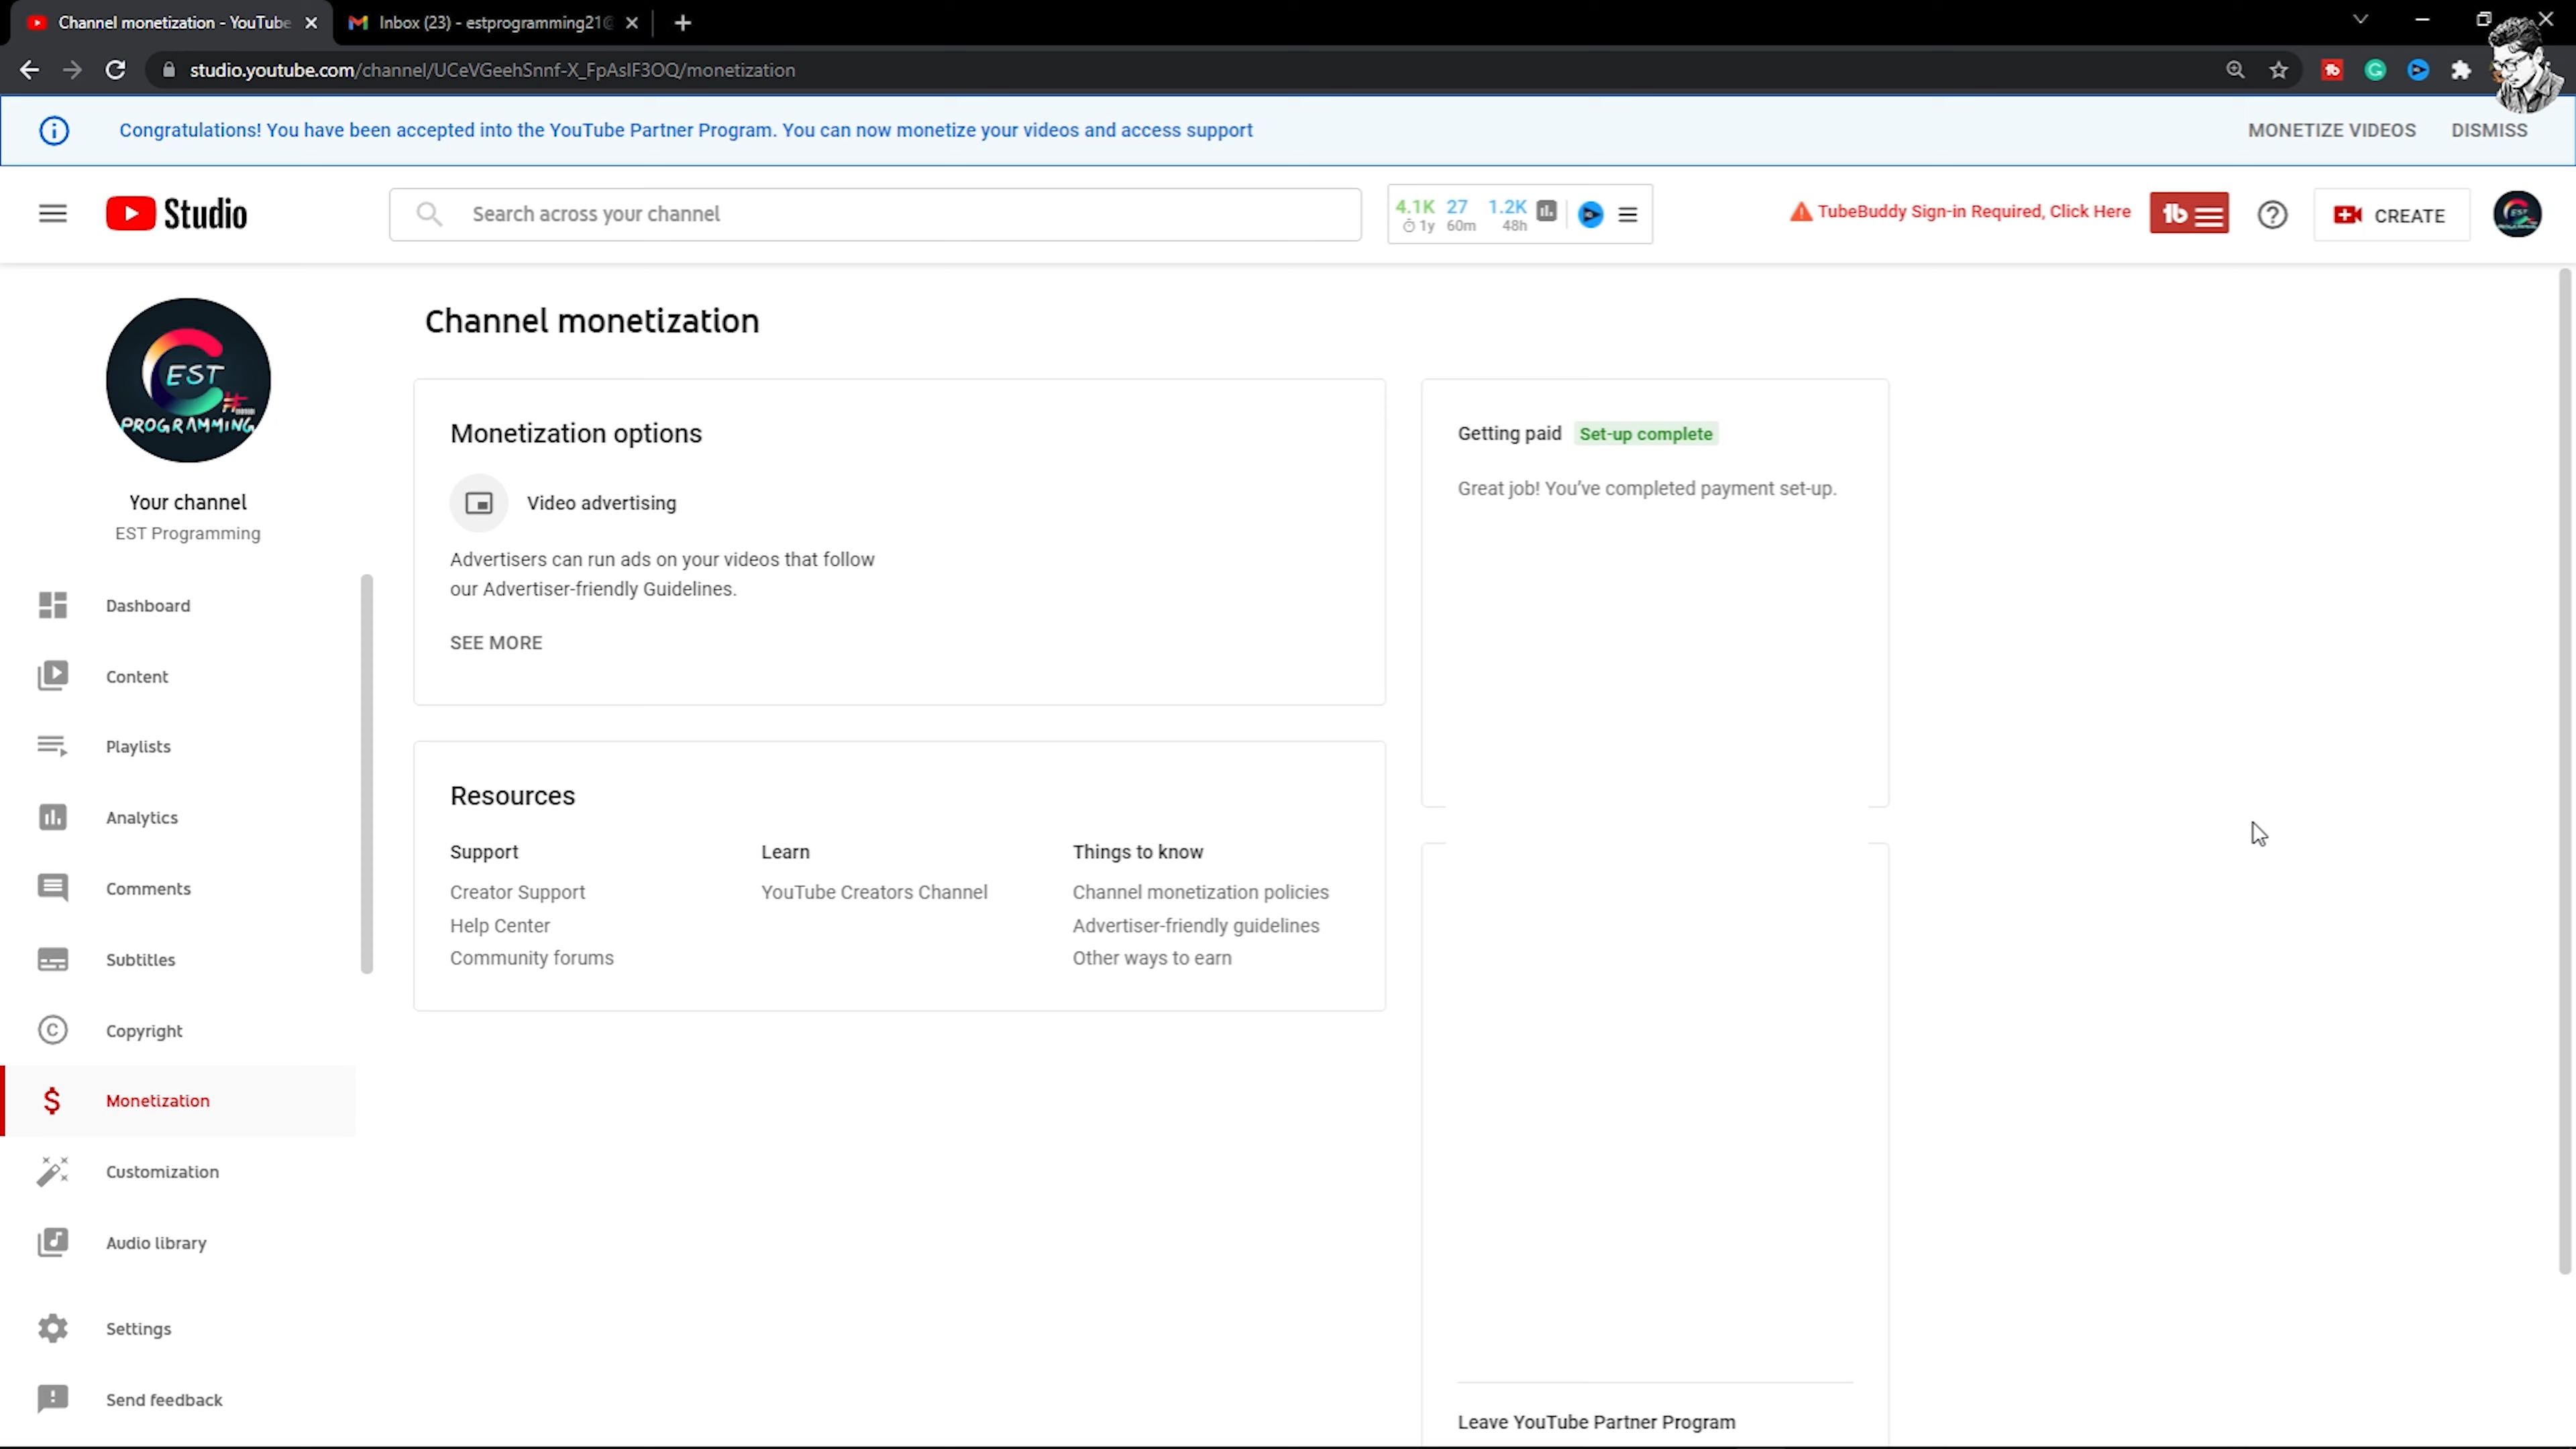 Channel monetization - YouTube
Inbox (23) - estprogramming21@
studio.youtube.com/channel/UCeVGeehSnnf-X_FpAsIF3OQ/monetization
Congratulations! You have been accepted into the YouTube Partner Program. You can now monetize your videos and access support
MONETIZE VIDEOS
DISMISS
Studio
Search across your channel
4.1K 27 1.2K
1y 60m 48h
TubeBuddy Sign-in Required, Click Here
tb
CREATE
EST
PROGRAMMING
Your channel
EST Programming
Dashboard
Content
Playlists
Analytics
Comments
Subtitles
Copyright
Monetization
Customization
Audio library
Settings
Send feedback
Channel monetization
Monetization options
Video advertising
Advertisers can run ads on your videos that follow
our Advertiser-friendly Guidelines.
SEE MORE
Getting paid Set-up complete
Great job! You've completed payment set-up.
Resources
Support
Creator Support
Help Center
Community forums
Learn
YouTube Creators Channel
Things to know
Channel monetization policies
Advertiser-friendly guidelines
Other ways to earn
Leave YouTube Partner Program